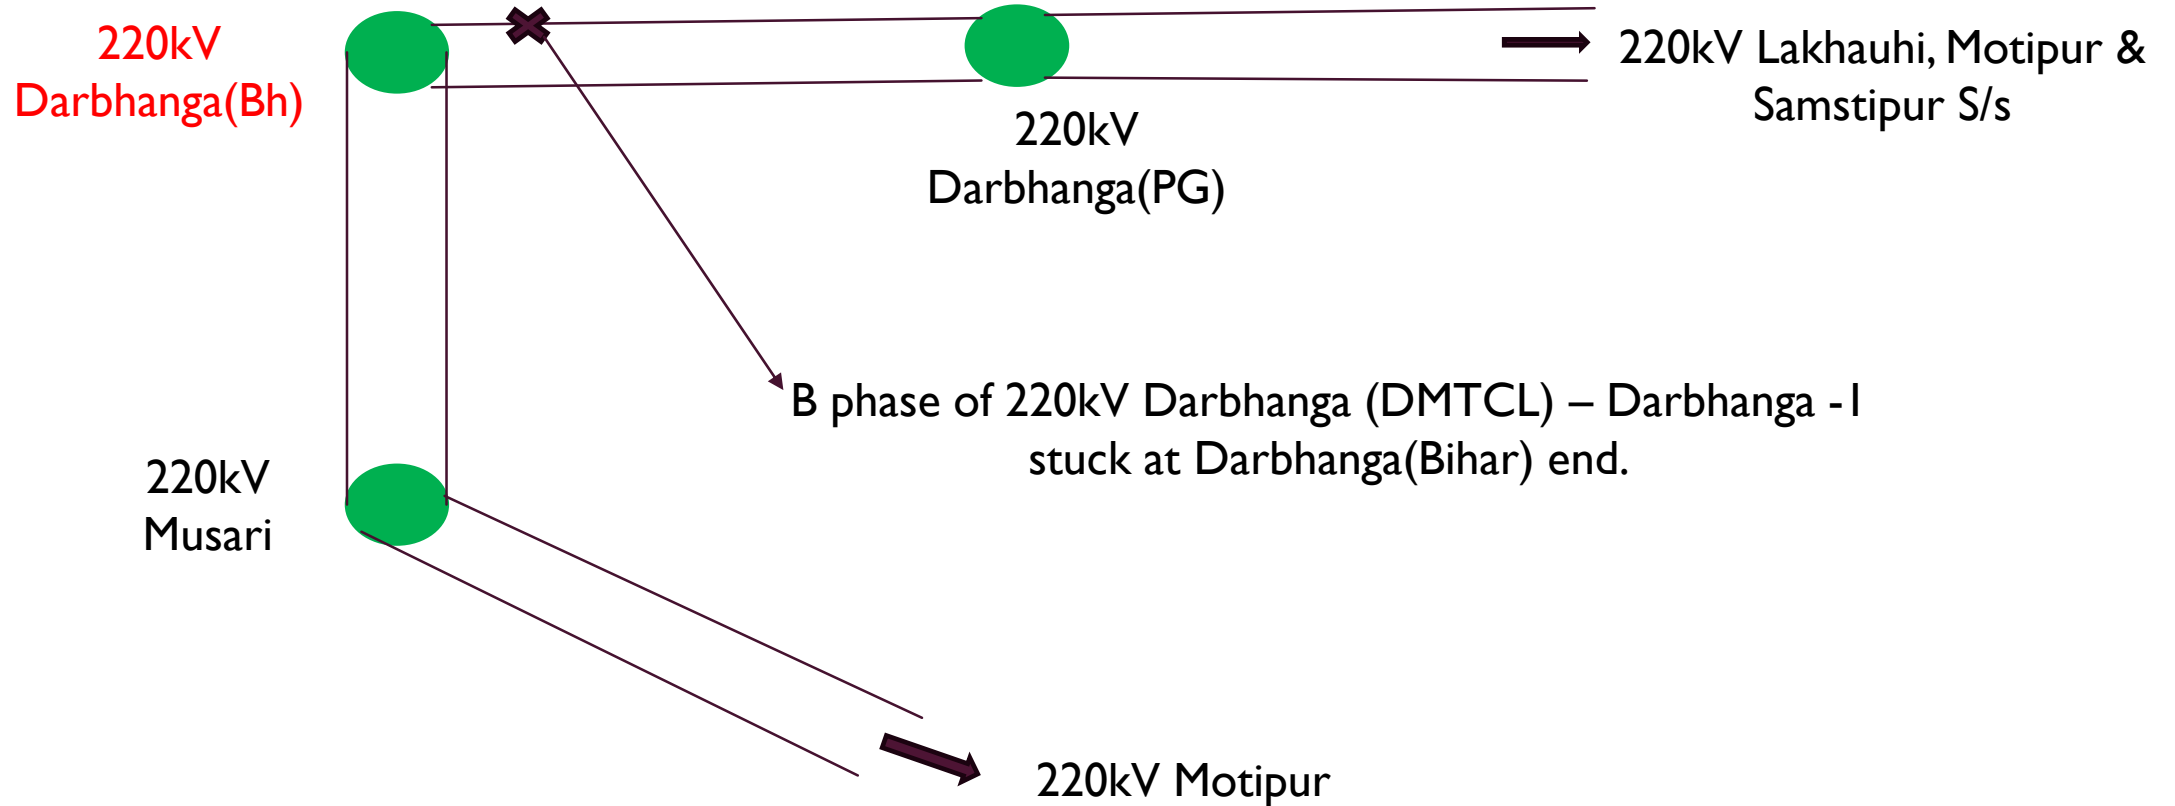 220kV
Darbhanga(Bh)
220kV Lakhauhi, Motipur &
Samstipur S/s
220kV
Darbhanga(PG)
B phase of 220kV Darbhanga (DMTCL) – Darbhanga -1
stuck at Darbhanga(Bihar) end.
220kV
Musari
220kV Motipur